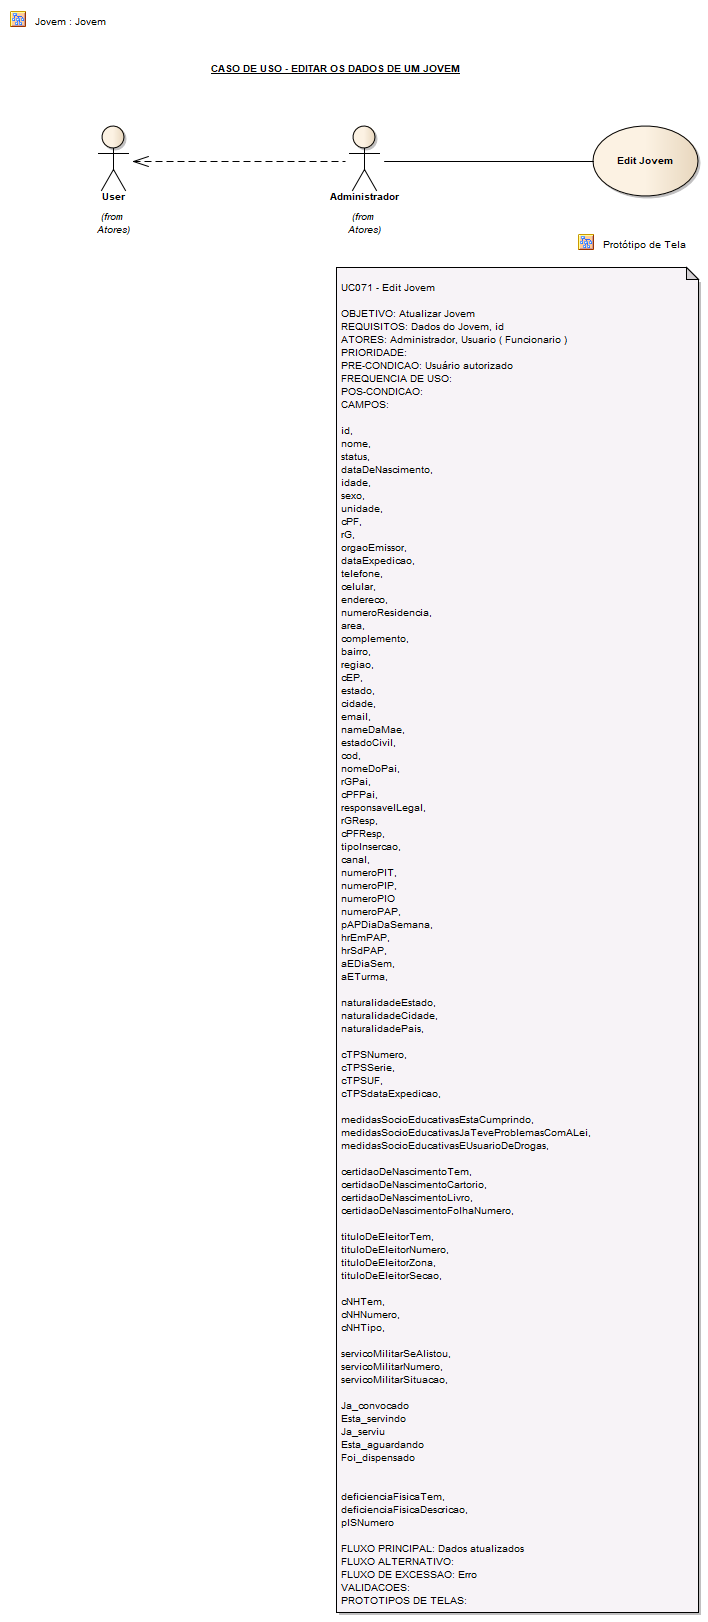 Jovem : Jovem
CASO DE USO - EDITAR OS DADOS DE UM JOVEM
User
(from
Atores)
Administrador
(from
Atores)
Edit Jovem
Protótipo de Tela
UC071 - Edit Jovem
OBJETIVO: Atualizar Jovem
REQUISITOS: Dados do Jovem, id
ATORES: Administrador, Usuario ( Funcionario )
PRIORIDADE:
PRE-CONDICAO: Usuário autorizado
FREQUENCIA DE USO:
POS-CONDICAO:
CAMPOS:
id,
nome,
status,
dataDeNascimento,
idade,
sexo,
unidade,
cPF,
rG,
orgaoEmissor,
dataExpedicao,
telefone,
celular,
endereco,
numeroResidencia,
area,
complemento,
bairro,
regiao,
cEP,
estado,
cidade,
email,
nameDaMae,
estadoCivil,
cod,
nomeDoPai,
rGPai,
cPFPai,
responsavelLegal,
rGResp,
cPFResp,
tipoInsercao,
canal,
numeroPIT,
numeroPIP,
numeroPIO
numeroPAP,
pAPDiaDaSemana,
hrEmPAP,
hrSdPAP,
aEDiaSem,
aETurma,
naturalidadeEstado,
naturalidadeCidade,
naturalidadePais,
cTPSNumero,
cTPSSerie,
cTPSUF,
cTPSdataExpedicao,
medidasSocioEducativasEstaCumprindo,
medidasSocioEducativasJaTeveProblemasComALei,
medidasSocioEducativasEUsuarioDeDrogas,
certidaoDeNascimentoTem,
certidaoDeNascimentoCartorio,
certidaoDeNascimentoLivro,
certidaoDeNascimentoFolhaNumero,
tituloDeEleitorTem,
tituloDeEleitorNumero,
tituloDeEleitorZona,
tituloDeEleitorSecao,
cNHTem,
cNHNumero,
cNHTipo,
servicoMilitarSeAlistou,
servicoMilitarNumero,
servicoMilitarSituacao,
Ja_convocado
Esta_servindo
Ja_serviu
Esta_aguardando
Foi_dispensado
deficienciaFisicaTem,
deficienciaFisicaDescricao,
pISNumero
FLUXO PRINCIPAL: Dados atualizados
FLUXO ALTERNATIVO:
FLUXO DE EXCESSAO: Erro
VALIDACOES:
PROTOTIPOS DE TELAS: